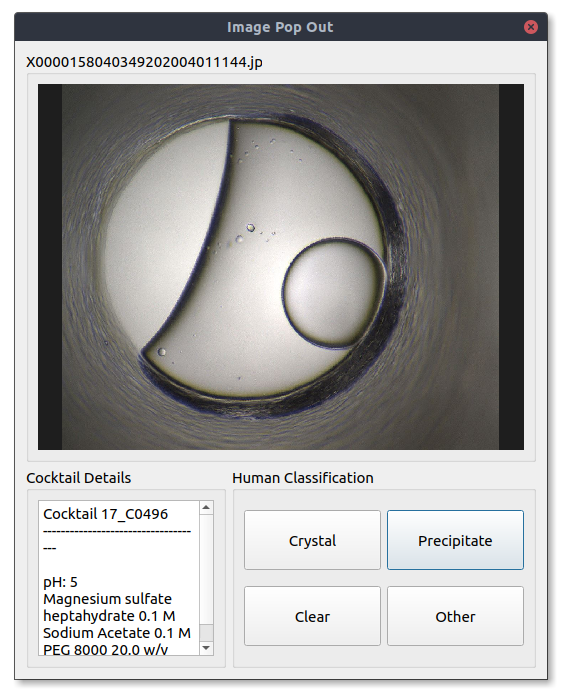 Image Pop Out
X0000158040349202004011144.jp
Cocktail Details
Cocktail 17_C0496
----------------------------------
---
pH: 5
Magnesium sulfate
heptahydrate 0.1 M
Sodium Acetate 0.1 M
PEG 8000 20.0 w/v
Human Classification
Crystal
Precipitate
Clear
Other